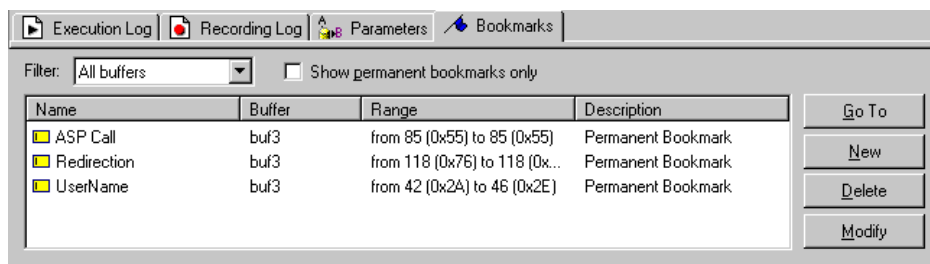 Execution Log Recording Log A B Parameters Bookmarks
Filter: All buffers Show permanent bookmarks only
Name Buffer Range Description
ASP Call buf3 from 85 (0x55) to 85 (0x55) Permanent Bookmark
Redirection buf3 from 118 (0x76) to 118 (0x... Permanent Bookmark
UserName buf3 from 42 (0x2A) to 46 (0x2E) Permanent Bookmark
Go To
New
Delete
Modify